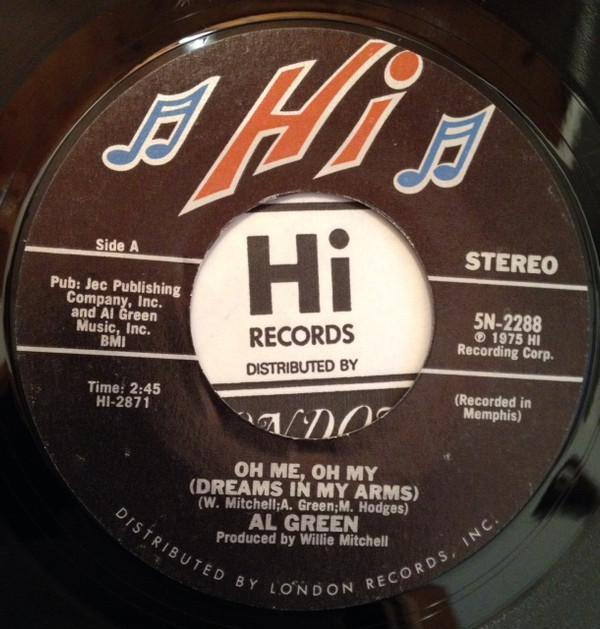 Hi
Side A
STEREO
Pub: Jec Publishing
Company, Inc.
and Al Green
Music, Inc.
BMI
5N-2288
℗ 1975 HI
Recording Corp.
Time: 2:45
HI-2871
(Recorded in
Memphis)
Hi
RECORDS
DISTRIBUTED BY
OH ME, OH MY
(DREAMS IN MY ARMS)
(W. Mitchell;A. Green;M. Hodges)
AL GREEN
Produced by Willie Mitchell
DISTRIBUTED BY LONDON RECORDS, INC.